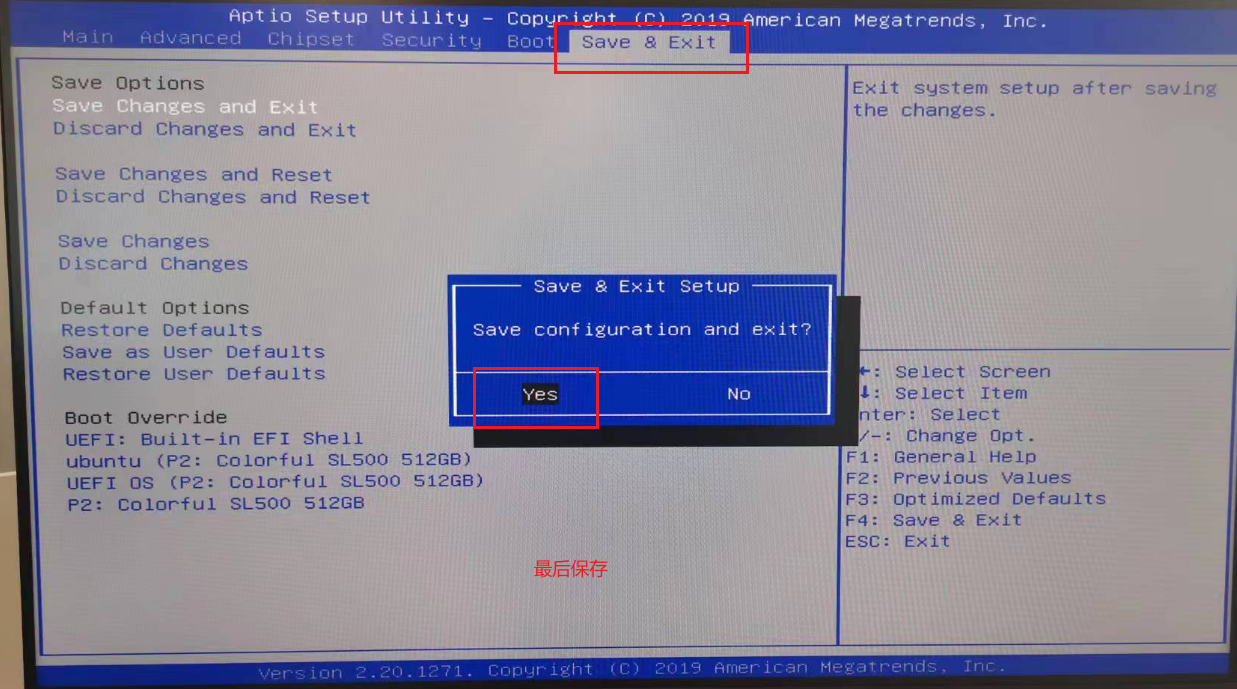 Aptio Setup Utility – Copyright (C) 2019 American Megatrends, Inc.
Main Advanced Chipset Security Boot Save & Exit
Save Options
Save Changes and Exit
Discard Changes and Exit
Save Changes and Reset
Discard Changes and Reset
Save Changes
Discard Changes
Default Options
Restore Defaults
Save as User Defaults
Restore User Defaults
Boot Override
UEFI: Built-in EFI Shell
ubuntu (P2: Colorful SL500 512GB)
UEFI OS (P2: Colorful SL500 512GB)
P2: Colorful SL500 512GB
Save & Exit Setup
Save configuration and exit?
Yes No
Exit system setup after saving
the changes.
←: Select Screen
↓: Select Item
nter: Select
/-: Change Opt.
F1: General Help
F2: Previous Values
F3: Optimized Defaults
F4: Save & Exit
ESC: Exit
最后保存
Version 2.20.1271. Copyright (C) 2019 American Megatrends, Inc.